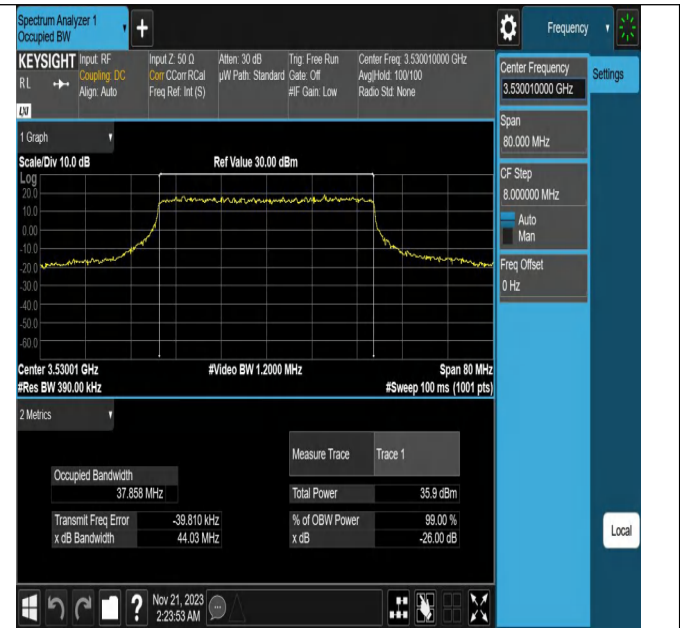 Spectrum Analyzer 1
Occupied BW
Frequency
KEYSIGHT
RL
LXI
Input: RF
Coupling: DC
Align: Auto
Input Z: 50 Ω
Corr CCorr RCal
Freq Ref: Int (S)
Atten: 30 dB
µW Path: Standard
Trig: Free Run
Gate: Off
#IF Gain: Low
Center Freq: 3.530010000 GHz
Avg|Hold: 100/100
Radio Std: None
Center Frequency
3.530010000 GHz
Settings
Span
80.000 MHz
CF Step
8.000000 MHz
Auto
Man
Freq Offset
0 Hz
Local
1 Graph
Scale/Div 10.0 dB
Ref Value 30.00 dBm
Log
20.0
10.0
0.00
-10.0
-20.0
-30.0
-40.0
-50.0
-60.0
Center 3.53001 GHz
#Video BW 1.2000 MHz
Span 80 MHz
#Res BW 390.00 kHz
#Sweep 100 ms (1001 pts)
2 Metrics
Measure Trace
Trace 1
Occupied Bandwidth
37.858 MHz
Total Power
35.9 dBm
Transmit Freq Error
-39.810 kHz
% of OBW Power
99.00 %
x dB Bandwidth
44.03 MHz
x dB
-26.00 dB
?
Nov 21, 2023
2:23:53 AM